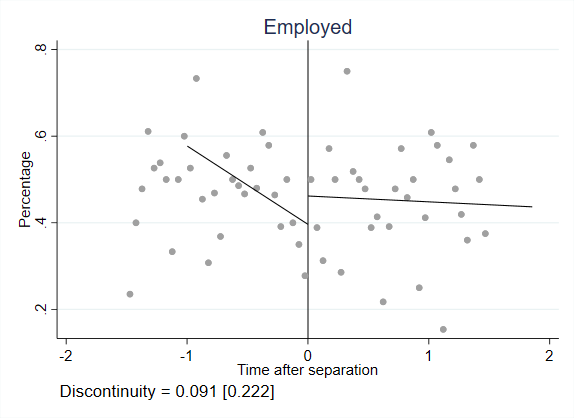 Employed
Percentage
.8
.6
.4
.2
-2 -1 0 1 2
Time after separation
Discontinuity = 0.091 [0.222]